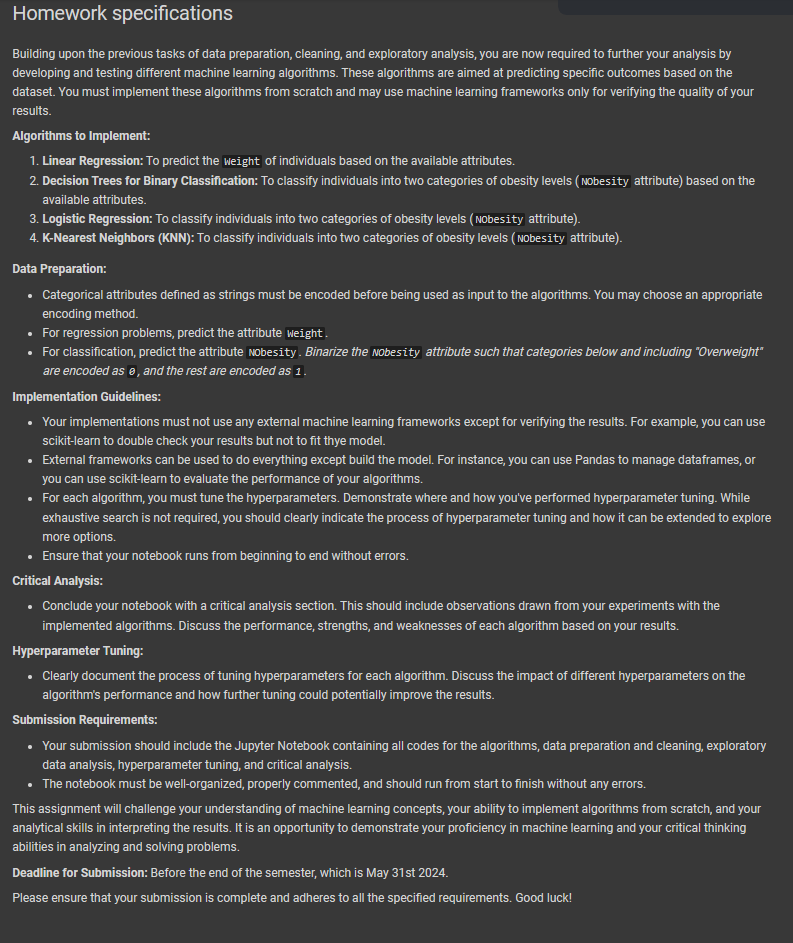 Homework specifications
Building upon the previous tasks of data preparation, cleaning, and exploratory analysis, you are now required to further your analysis by
developing and testing different machine learning algorithms. These algorithms are aimed at predicting specific outcomes based on the
dataset. You must implement these algorithms from scratch and may use machine learning frameworks only for verifying the quality of your
results.
Algorithms to Implement:
1. Linear Regression: To predict the Weight of individuals based on the available attributes.
2. Decision Trees for Binary Classification: To classify individuals into two categories of obesity levels ( NObesity attribute) based on the
available attributes.
3. Logistic Regression: To classify individuals into two categories of obesity levels ( NObesity attribute).
4. K-Nearest Neighbors (KNN): To classify individuals into two categories of obesity levels ( NObesity attribute).
Data Preparation:
• Categorical attributes defined as strings must be encoded before being used as input to the algorithms. You may choose an appropriate
encoding method.
• For regression problems, predict the attribute Weight .
• For classification, predict the attribute NObesity . Binarize the NObesity attribute such that categories below and including "Overweight"
are encoded as 0 , and the rest are encoded as 1 .
Implementation Guidelines:
• Your implementations must not use any external machine learning frameworks except for verifying the results. For example, you can use
scikit-learn to double check your results but not to fit thye model.
• External frameworks can be used to do everything except build the model. For instance, you can use Pandas to manage dataframes, or
you can use scikit-learn to evaluate the performance of your algorithms.
• For each algorithm, you must tune the hyperparameters. Demonstrate where and how you've performed hyperparameter tuning. While
exhaustive search is not required, you should clearly indicate the process of hyperparameter tuning and how it can be extended to explore
more options.
• Ensure that your notebook runs from beginning to end without errors.
Critical Analysis:
• Conclude your notebook with a critical analysis section. This should include observations drawn from your experiments with the
implemented algorithms. Discuss the performance, strengths, and weaknesses of each algorithm based on your results.
Hyperparameter Tuning:
• Clearly document the process of tuning hyperparameters for each algorithm. Discuss the impact of different hyperparameters on the
algorithm's performance and how further tuning could potentially improve the results.
Submission Requirements:
• Your submission should include the Jupyter Notebook containing all codes for the algorithms, data preparation and cleaning, exploratory
data analysis, hyperparameter tuning, and critical analysis.
• The notebook must be well-organized, properly commented, and should run from start to finish without any errors.
This assignment will challenge your understanding of machine learning concepts, your ability to implement algorithms from scratch, and your
analytical skills in interpreting the results. It is an opportunity to demonstrate your proficiency in machine learning and your critical thinking
abilities in analyzing and solving problems.
Deadline for Submission: Before the end of the semester, which is May 31st 2024.
Please ensure that your submission is complete and adheres to all the specified requirements. Good luck!